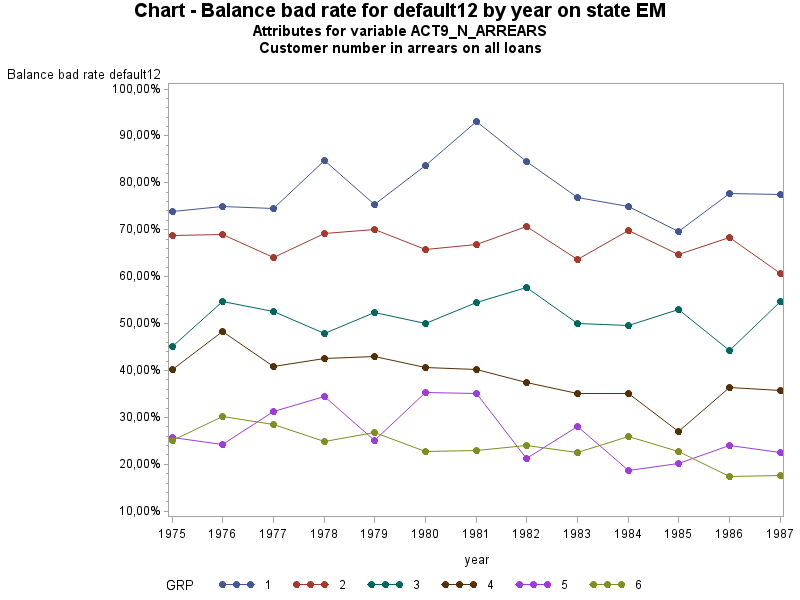 Chart - Balance bad rate for default12 by year on state EM
Attributes for variable ACT9_N_ARREARS
Customer number in arrears on all loans
Balance bad rate default12
100,00%
90,00%
80,00%
70,00%
60,00%
50,00%
40,00%
30,00%
20,00%
10,00%
1975 1976 1977 1978 1979 1980 1981 1982 1983 1984 1985 1986 1987
year
GRP 1 2 3 4 5 6